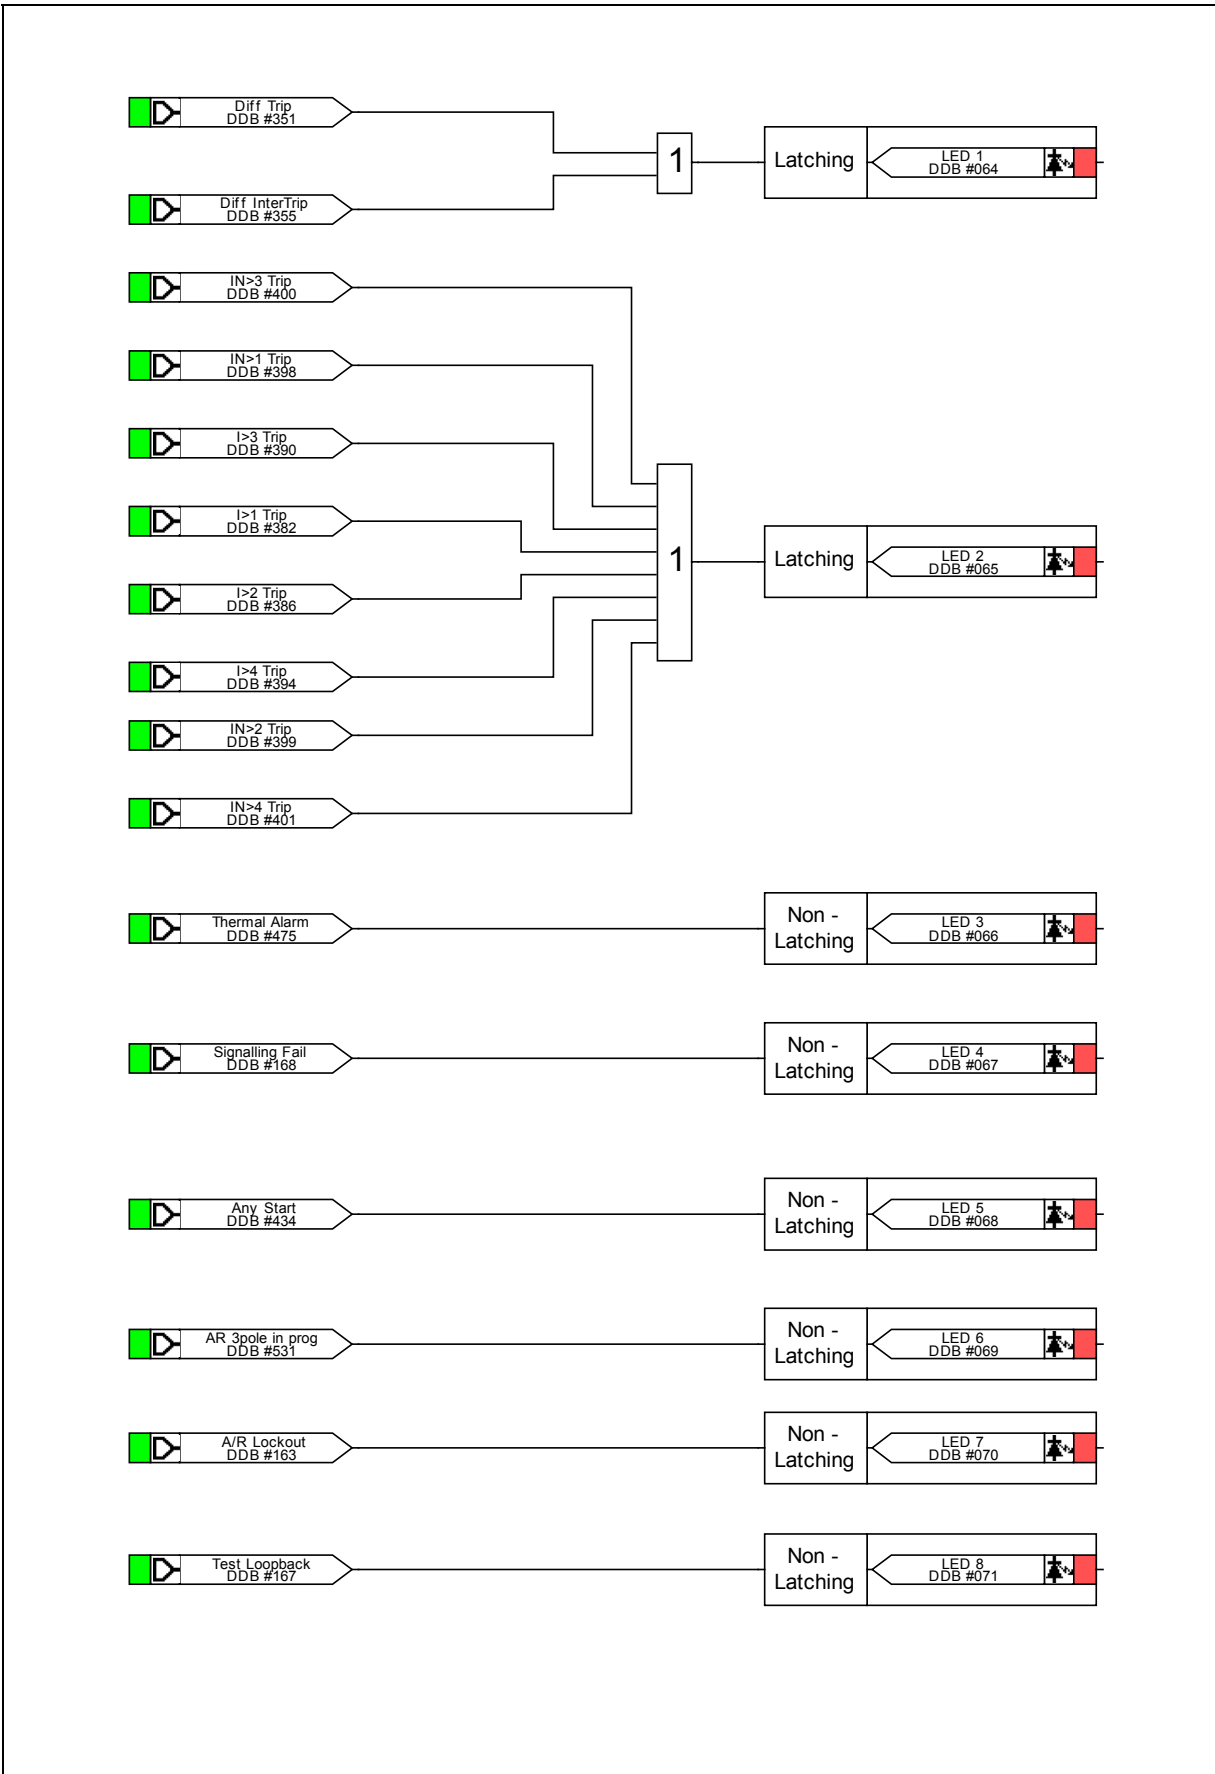 Diff Trip
DDB #351
1
Latching
LED 1
DDB #064
Diff InterTrip
DDB #355
IN>3 Trip
DDB #400
IN>1 Trip
DDB #398
I>3 Trip
DDB #390
I>1 Trip
DDB #382
1
Latching
LED 2
DDB #065
I>2 Trip
DDB #386
I>4 Trip
DDB #394
IN>2 Trip
DDB #399
IN>4 Trip
DDB #401
Thermal Alarm
DDB #475
Non -
Latching
LED 3
DDB #066
Signalling Fail
DDB #168
Non -
Latching
LED 4
DDB #067
Any Start
DDB #434
Non -
Latching
LED 5
DDB #068
AR 3pole in prog
DDB #531
Non -
Latching
LED 6
DDB #069
A/R Lockout
DDB #163
Non -
Latching
LED 7
DDB #070
Test Loopback
DDB #167
Non -
Latching
LED 8
DDB #071